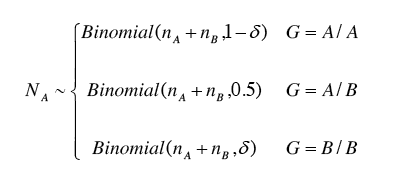 Binomial(n_A + n_B, 1−δ) G = A/A
N_A ~ { Binomial(n_A + n_B, 0.5) G = A/B
Binomial(n_A + n_B, δ) G = B/B